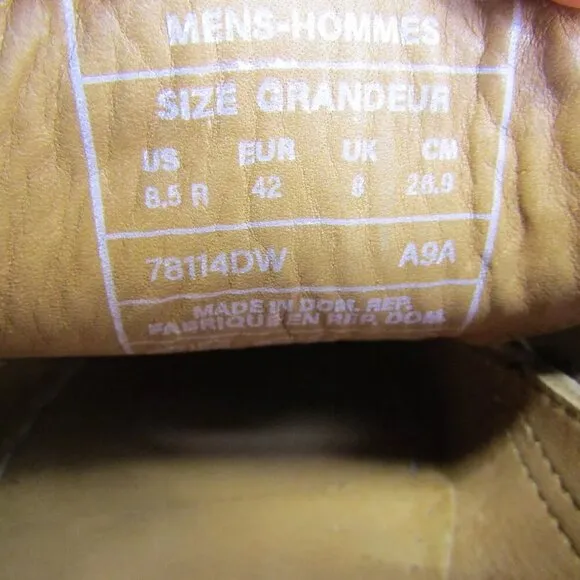 MENS-HOMMES
SIZE GRANDEUR
US EUR UK CM
8.5 R 42 8 26.9
78114DW A9A
MADE IN DOM. REP.
FABRIQUE EN REP. DOM.